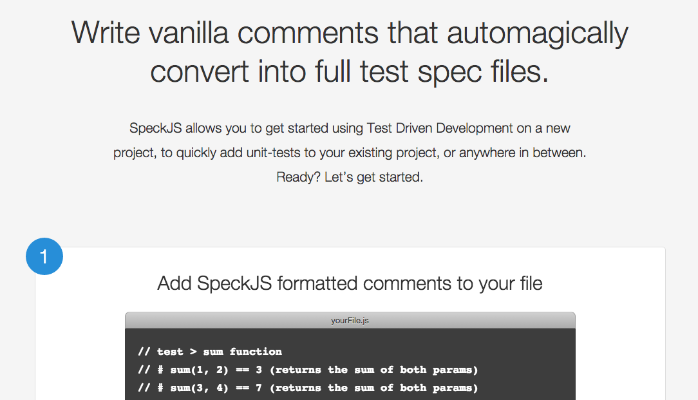 Write vanilla comments that automagically
convert into full test spec files.
SpeckJS allows you to get started using Test Driven Development on a new
project, to quickly add unit-tests to your existing project, or anywhere in between.
Ready? Let's get started.
1
Add SpeckJS formatted comments to your file
yourFile.js
// test > sum function
// # sum(1, 2) == 3 (returns the sum of both params)
// # sum(3, 4) == 7 (returns the sum of both params)